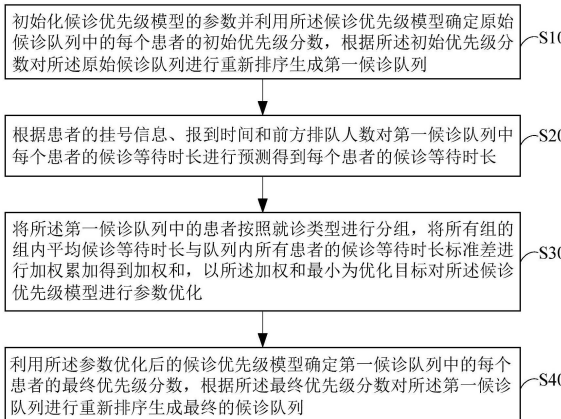 初始化候诊优先级模型的参数并利用所述候诊优先级模型确定原始
候诊队列中的每个患者的初始优先级分数，根据所述初始优先级分
数对所述原始候诊队列进行重新排序生成第一候诊队列
S10
根据患者的挂号信息、报到时间和前方排队人数对第一候诊队列中
每个患者的候诊等待时长进行预测得到每个患者的候诊等待时长
S20
将所述第一候诊队列中的患者按照就诊类型进行分组，将所有组的
组内平均候诊等待时长与队列内所有患者的候诊等待时长标准差进
行加权累加得到加权和，以所述加权和最小为优化目标对所述候诊
优先级模型进行参数优化
S30
利用所述参数优化后的候诊优先级模型确定第一候诊队列中的每个
患者的最终优先级分数，根据所述最终优先级分数对所述第一候诊
队列进行重新排序生成最终的候诊队列
S40